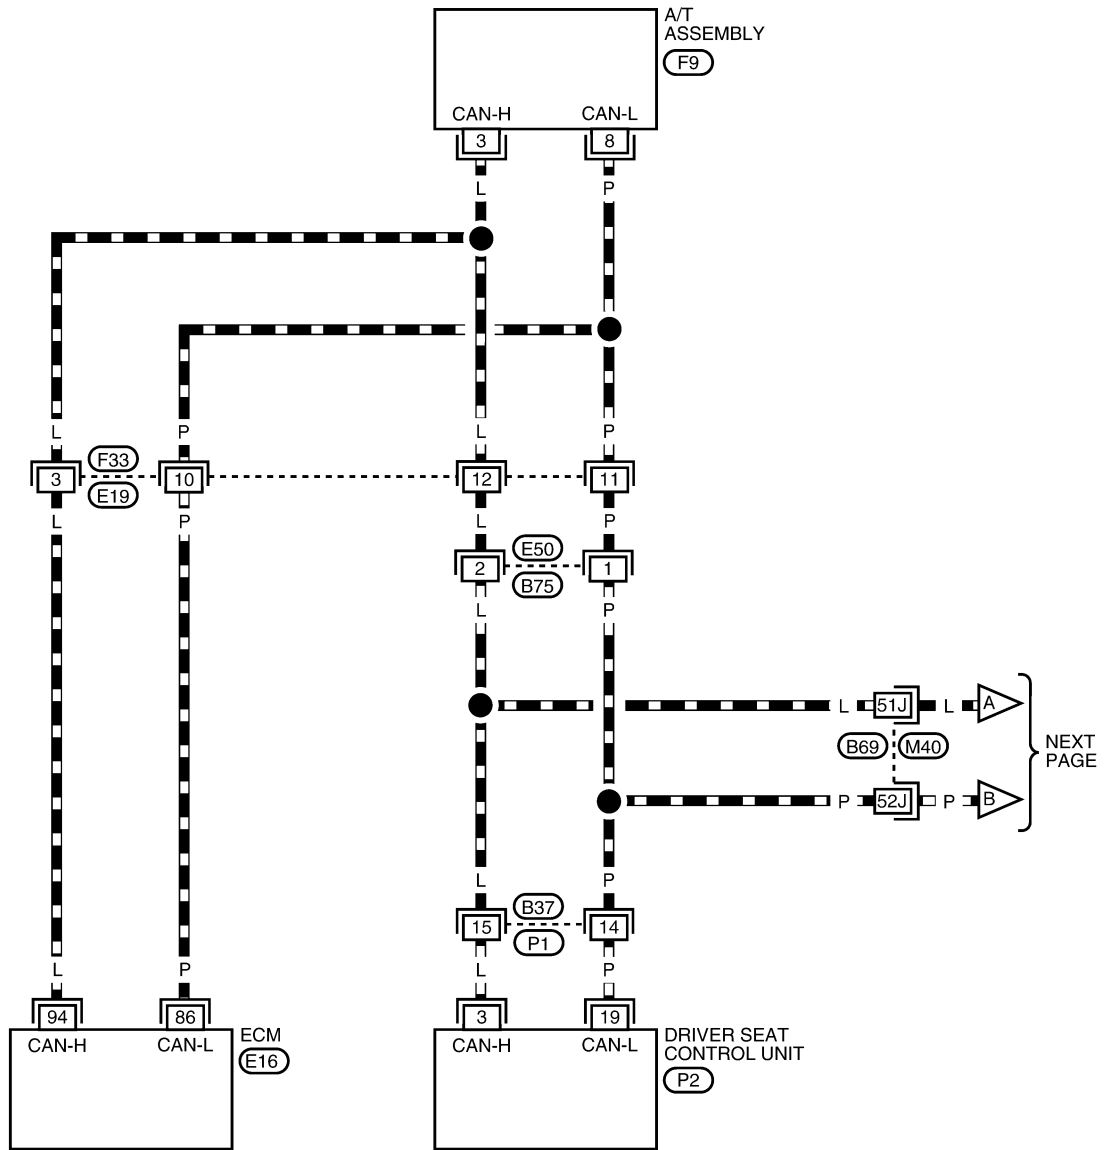 A/T
ASSEMBLY
F9
CAN-H CAN-L
3 8
L P
L P L P
F33
3 10 12 11
E19
L P L P
E50
2 1
B75
L P
L 51J L A
B69 M40
NEXT
PAGE
P 52J P B
L P
B37
15 14
P1
L P L P
94 86 3 19
ECM
CAN-H CAN-L
E16
DRIVER SEAT
CONTROL UNIT
CAN-H CAN-L
P2